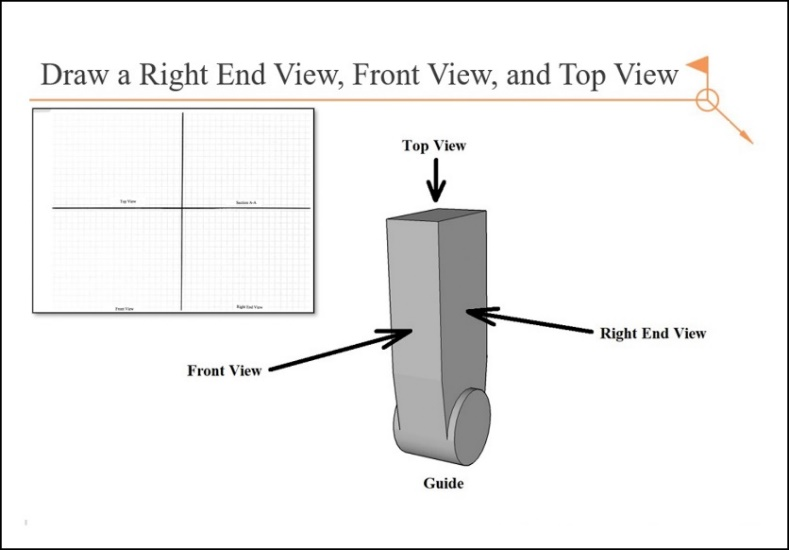 Draw a Right End View, Front View, and Top View
Top View
Top View
Section A-A
Right End View
Front View
Front View
Right End View
Guide